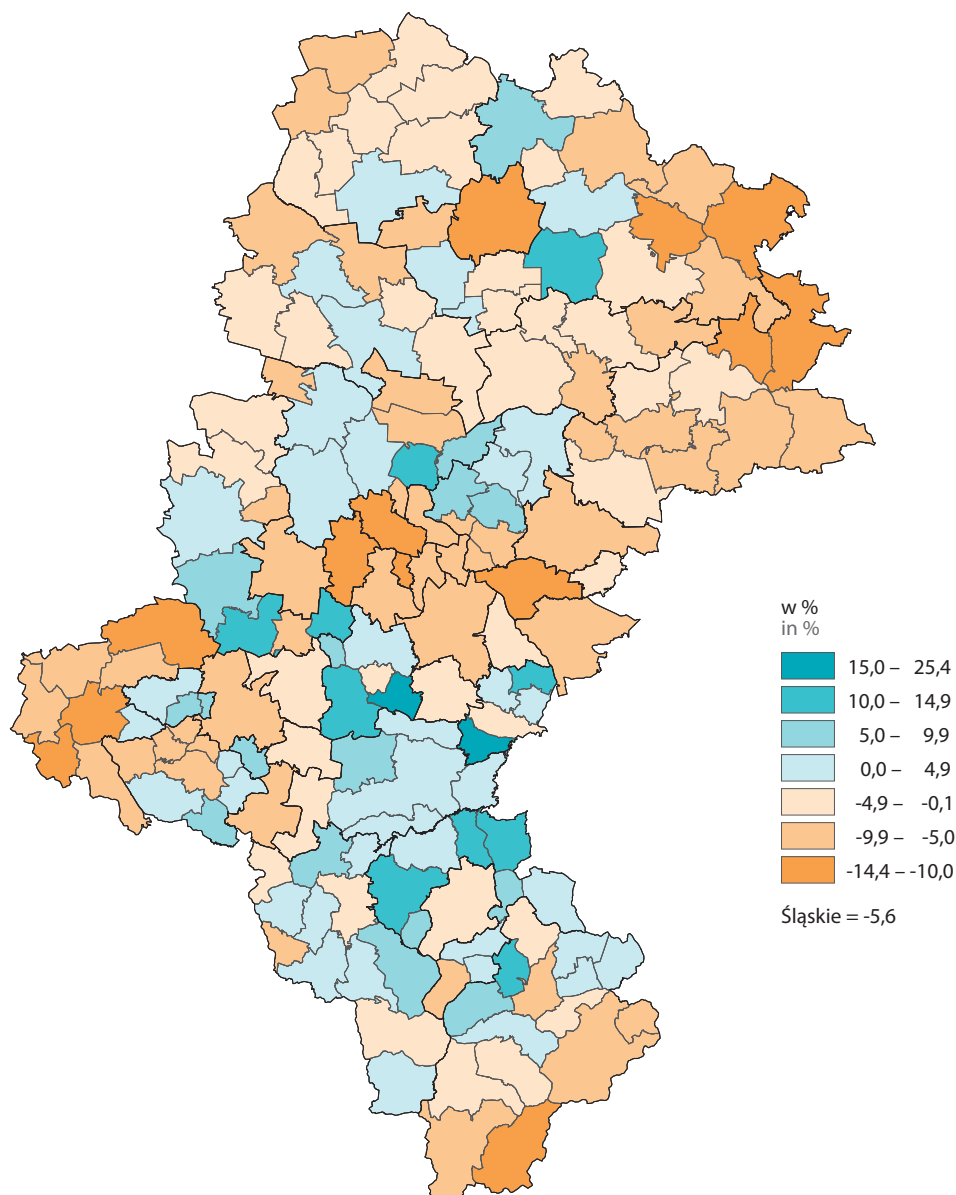 w %
in %
15,0 – 25,4
10,0 – 14,9
5,0 – 9,9
0,0 – 4,9
-4,9 – -0,1
-9,9 – -5,0
-14,4 – -10,0
Śląskie = -5,6